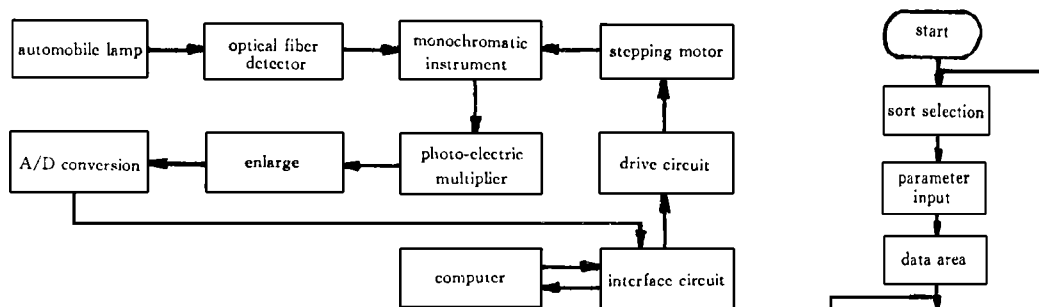 automobile lamp
optical fiber
detector
monochromatic
instrument
stepping motor
A/D conversion
enlarge
photo-electric
multiplier
drive circuit
computer
interface circuit
start
sort selection
parameter
input
data area